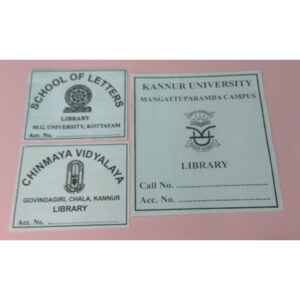 SCHOOL OF LETTERS
LIBRARY
M.G. UNIVERSITY, KOTTAYAM
Acc. No. ........................
CHINMAYA VIDYALAYA
GOVINDAGIRI, CHALA, KANNUR
LIBRARY
Acc. No. ........................
KANNUR UNIVERSITY
MANGATTUPARAMBA CAMPUS
LIBRARY
Call No. ..............................
Acc. No. ..............................